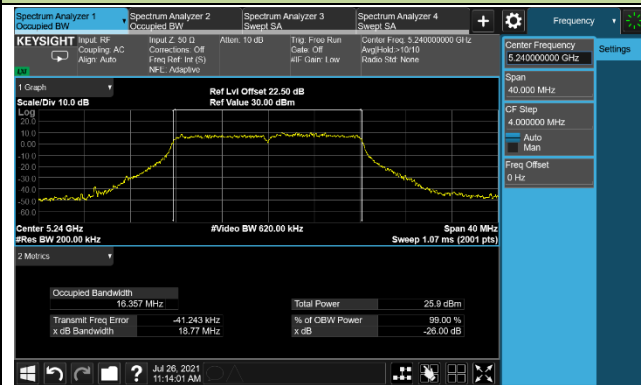 Spectrum Analyzer 1
Occupied BW
Spectrum Analyzer 2
Occupied BW
Spectrum Analyzer 3
Swept SA
Spectrum Analyzer 4
Swept SA
+
Frequency
KEYSIGHT
Input: RF
Coupling: AC
Align: Auto
Input Z: 50 Ω
Corrections: Off
Freq Ref: Int (S)
NFE: Adaptive
Atten: 10 dB
Trig: Free Run
Gate: Off
#IF Gain: Low
Center Freq: 5.240000000 GHz
Avg|Hold:>10/10
Radio Std: None
Center Frequency
5.240000000 GHz
Settings
Span
40.000 MHz
CF Step
4.000000 MHz
Auto
Man
Freq Offset
0 Hz
1 Graph
Scale/Div 10.0 dB
Ref Lvl Offset 22.50 dB
Ref Value 30.00 dBm
Log
20.0
10.0
0.00
-10.0
-20.0
-30.0
-40.0
-50.0
-60.0
Center 5.24 GHz
#Res BW 200.00 kHz
#Video BW 620.00 kHz
Span 40 MHz
Sweep 1.07 ms (2001 pts)
2 Metrics
Occupied Bandwidth
16.357 MHz
Total Power 25.9 dBm
Transmit Freq Error -41.243 kHz
% of OBW Power 99.00 %
x dB Bandwidth 18.77 MHz
x dB -26.00 dB
?
Jul 26, 2021
11:14:01 AM